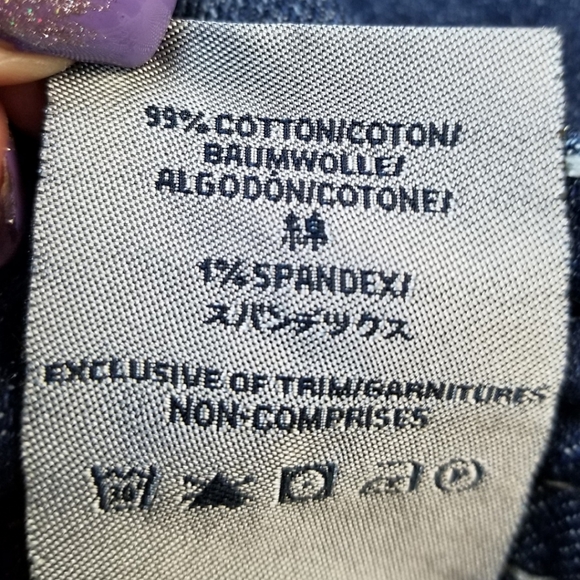 99% COTTON/COTON/
BAUMWOLLE/
ALGODÓN/COTONE/
綿
1% SPANDEX/
スパンデックス
EXCLUSIVE OF TRIM/GARNITURES
NON-COMPRISES
30
P